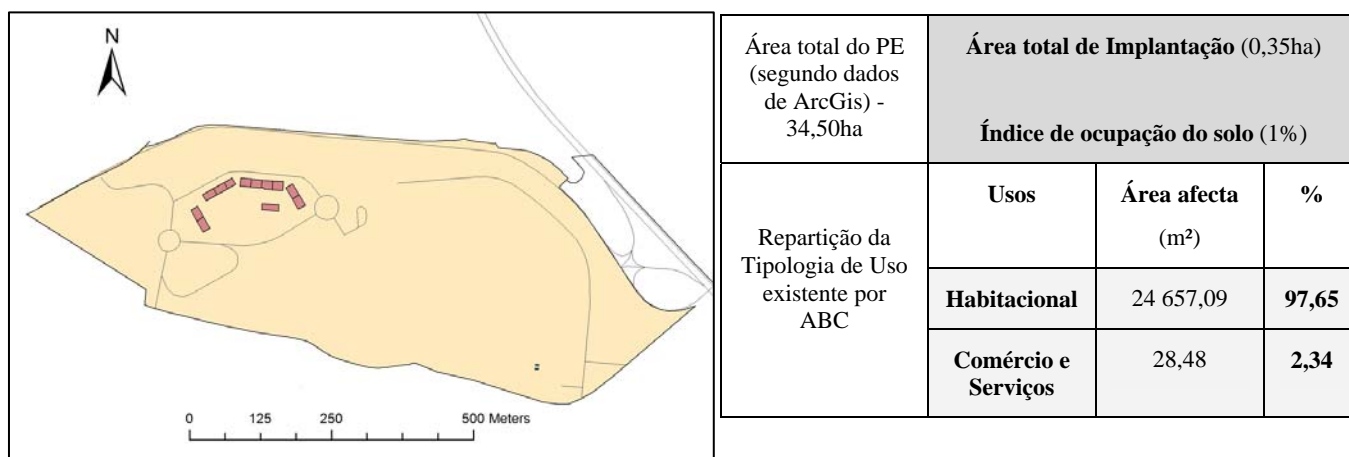 N
0 125 250 500 Meters
Área total do PE
(segundo dados
de ArcGis) -
34,50ha
Área total de Implantação (0,35ha)
Índice de ocupação do solo (1%)
Repartição da
Tipologia de Uso
existente por
ABC
Usos
Área afecta
(m²)
%
Habitacional
24 657,09
97,65
Comércio e
Serviços
28,48
2,34